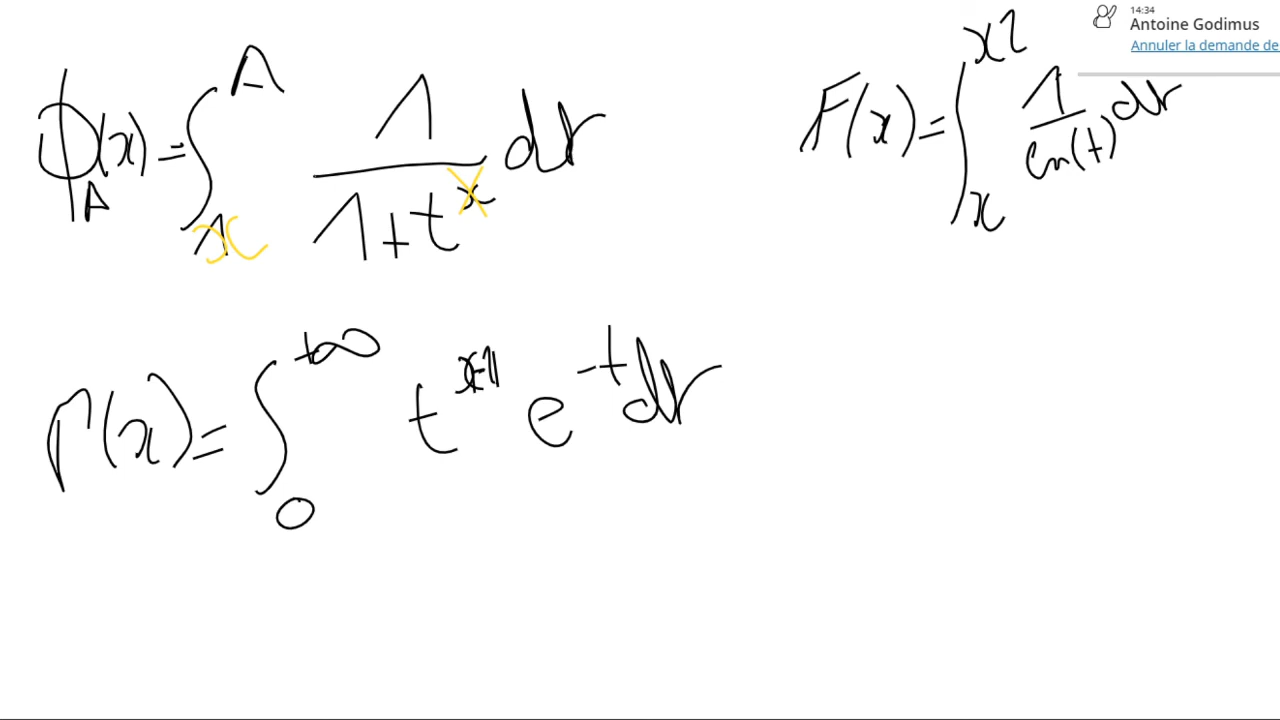 ϕ_A(x) = ∫_x^A 1/(1+t^x) dt
F(x) = ∫_x^{x2} 1/ln(t) dt
14:34
Antoine Godimus
Annuler la demande de
Γ(x) = ∫_0^{+∞} t^{x-1} e^{-t} dt